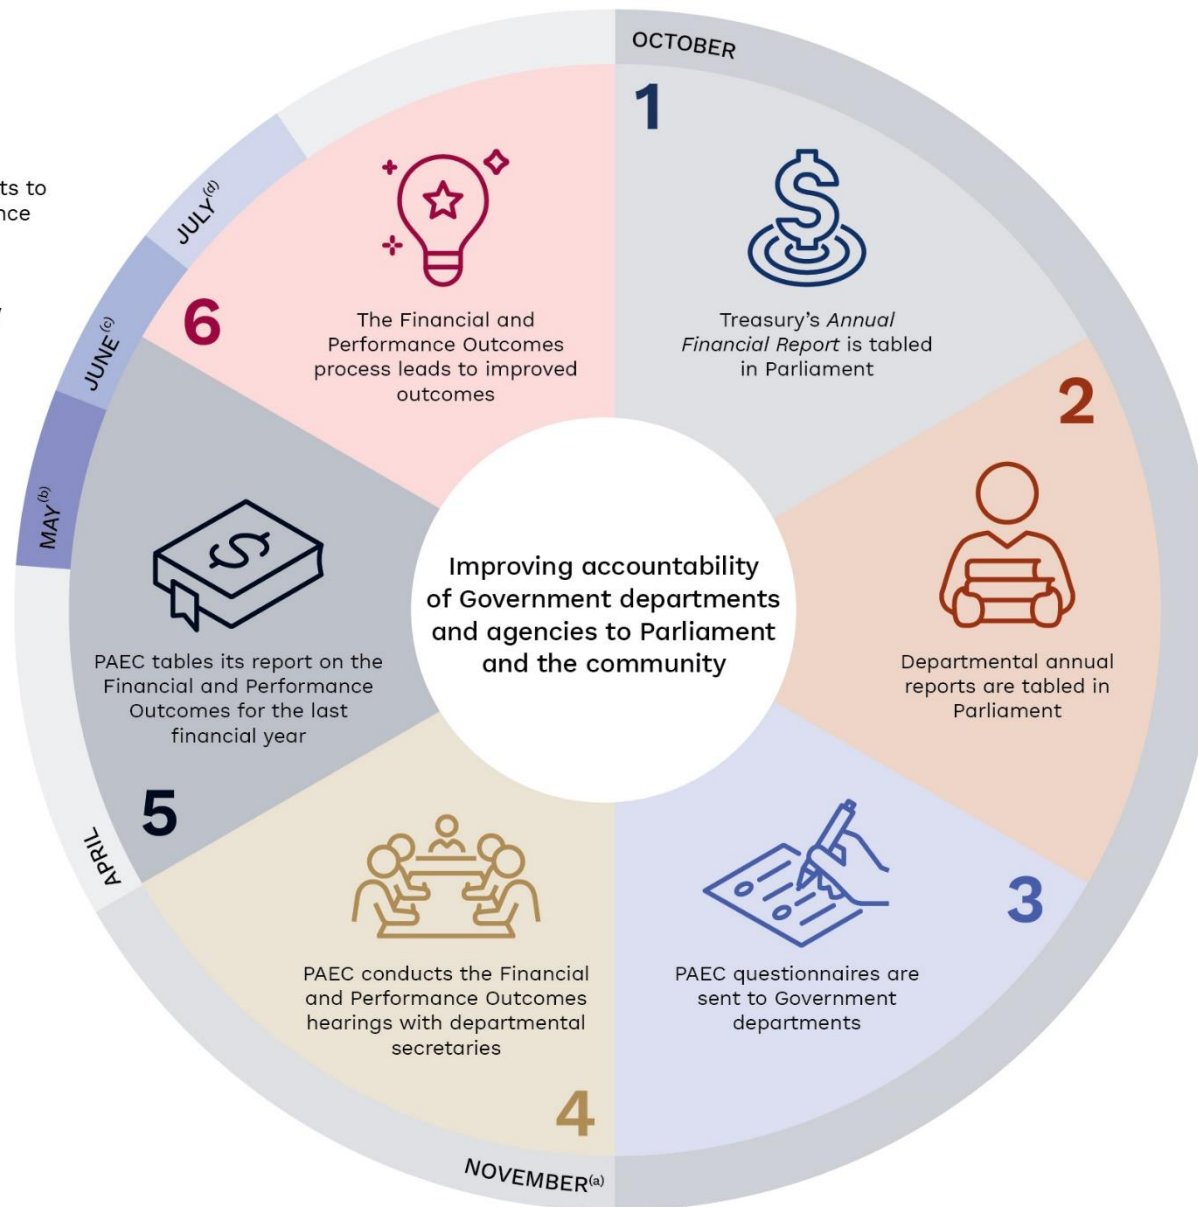 OCTOBER
1
Treasury's Annual
Financial Report is tabled
in Parliament
2
Departmental annual
reports are tabled in
Parliament
3
PAEC questionnaires are
sent to Government
departments
NOVEMBER(a)
4
PAEC conducts the Financial
and Performance Outcomes
hearings with departmental
secretaries
APRIL
5
PAEC tables its report on the
Financial and Performance
Outcomes for the last
financial year
MAY(b)
JUNE(c)
JULY(d)
6
The Financial and
Performance Outcomes
process leads to improved
outcomes
Improving accountability
of Government departments
and agencies to Parliament
and the community
to